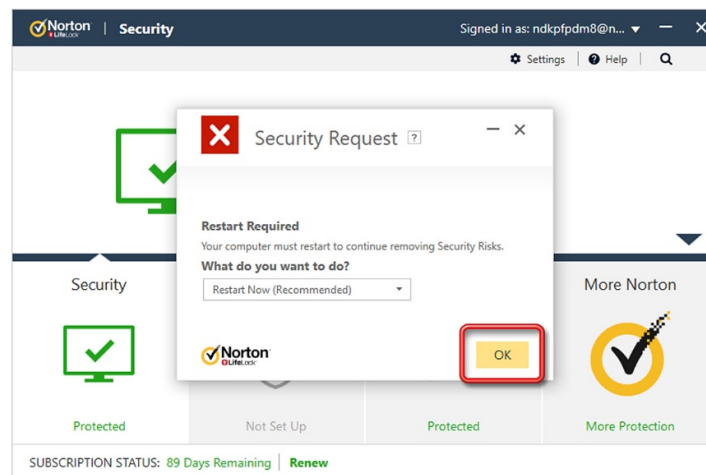 Norton LifeLock | Security
Signed in as: ndkpfpdm8@n...
Settings | Help
Security Request ?
Restart Required
Your computer must restart to continue removing Security Risks.
What do you want to do?
Restart Now (Recommended)
Norton LifeLock
OK
Security
More Norton
Protected
Not Set Up
Protected
More Protection
SUBSCRIPTION STATUS: 89 Days Remaining | Renew